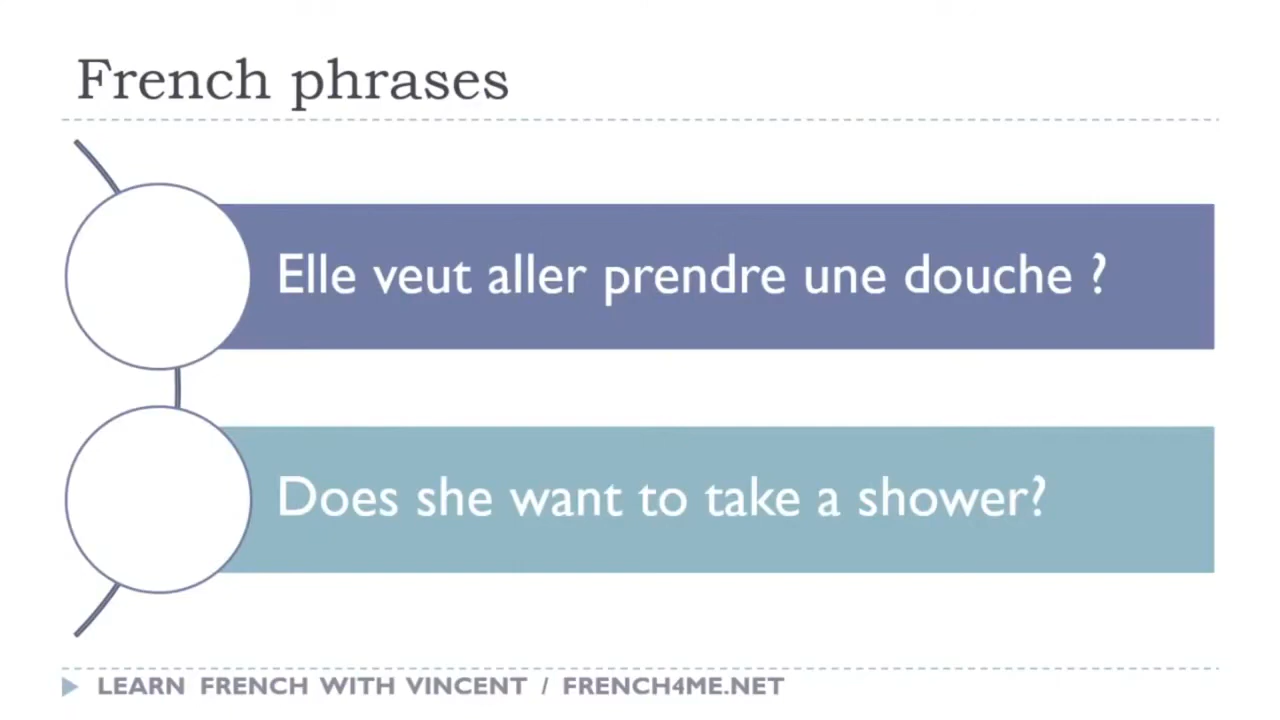 French phrases
Elle veut aller prendre une douche ?
Does she want to take a shower?
LEARN FRENCH WITH VINCENT / FRENCH4ME.NET